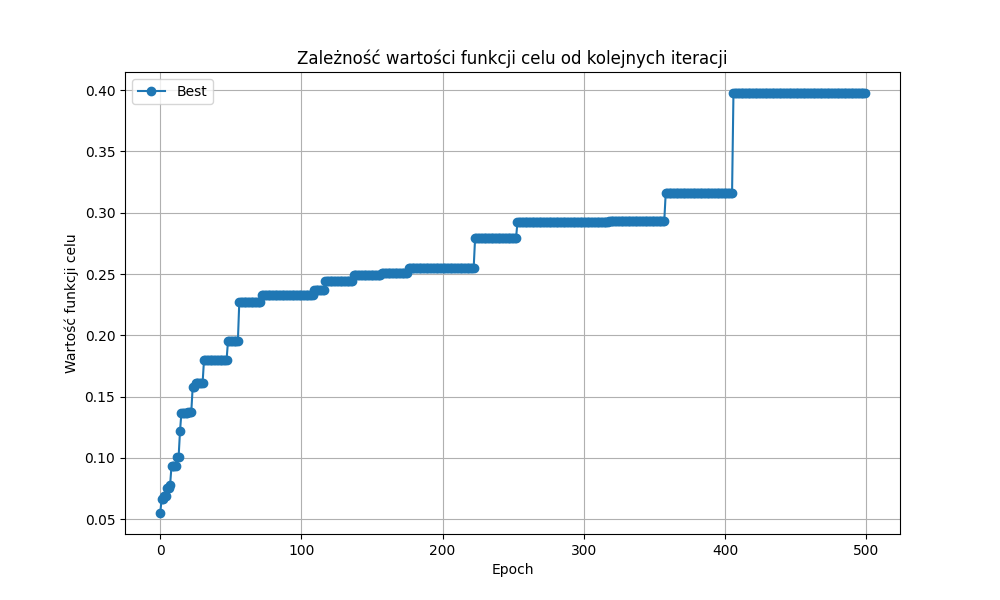 Zależność wartości funkcji celu od kolejnych iteracji
Best
0.40
0.35
0.30
0.25
0.20
0.15
0.10
0.05
Wartość funkcji celu
0 100 200 300 400 500
Epoch